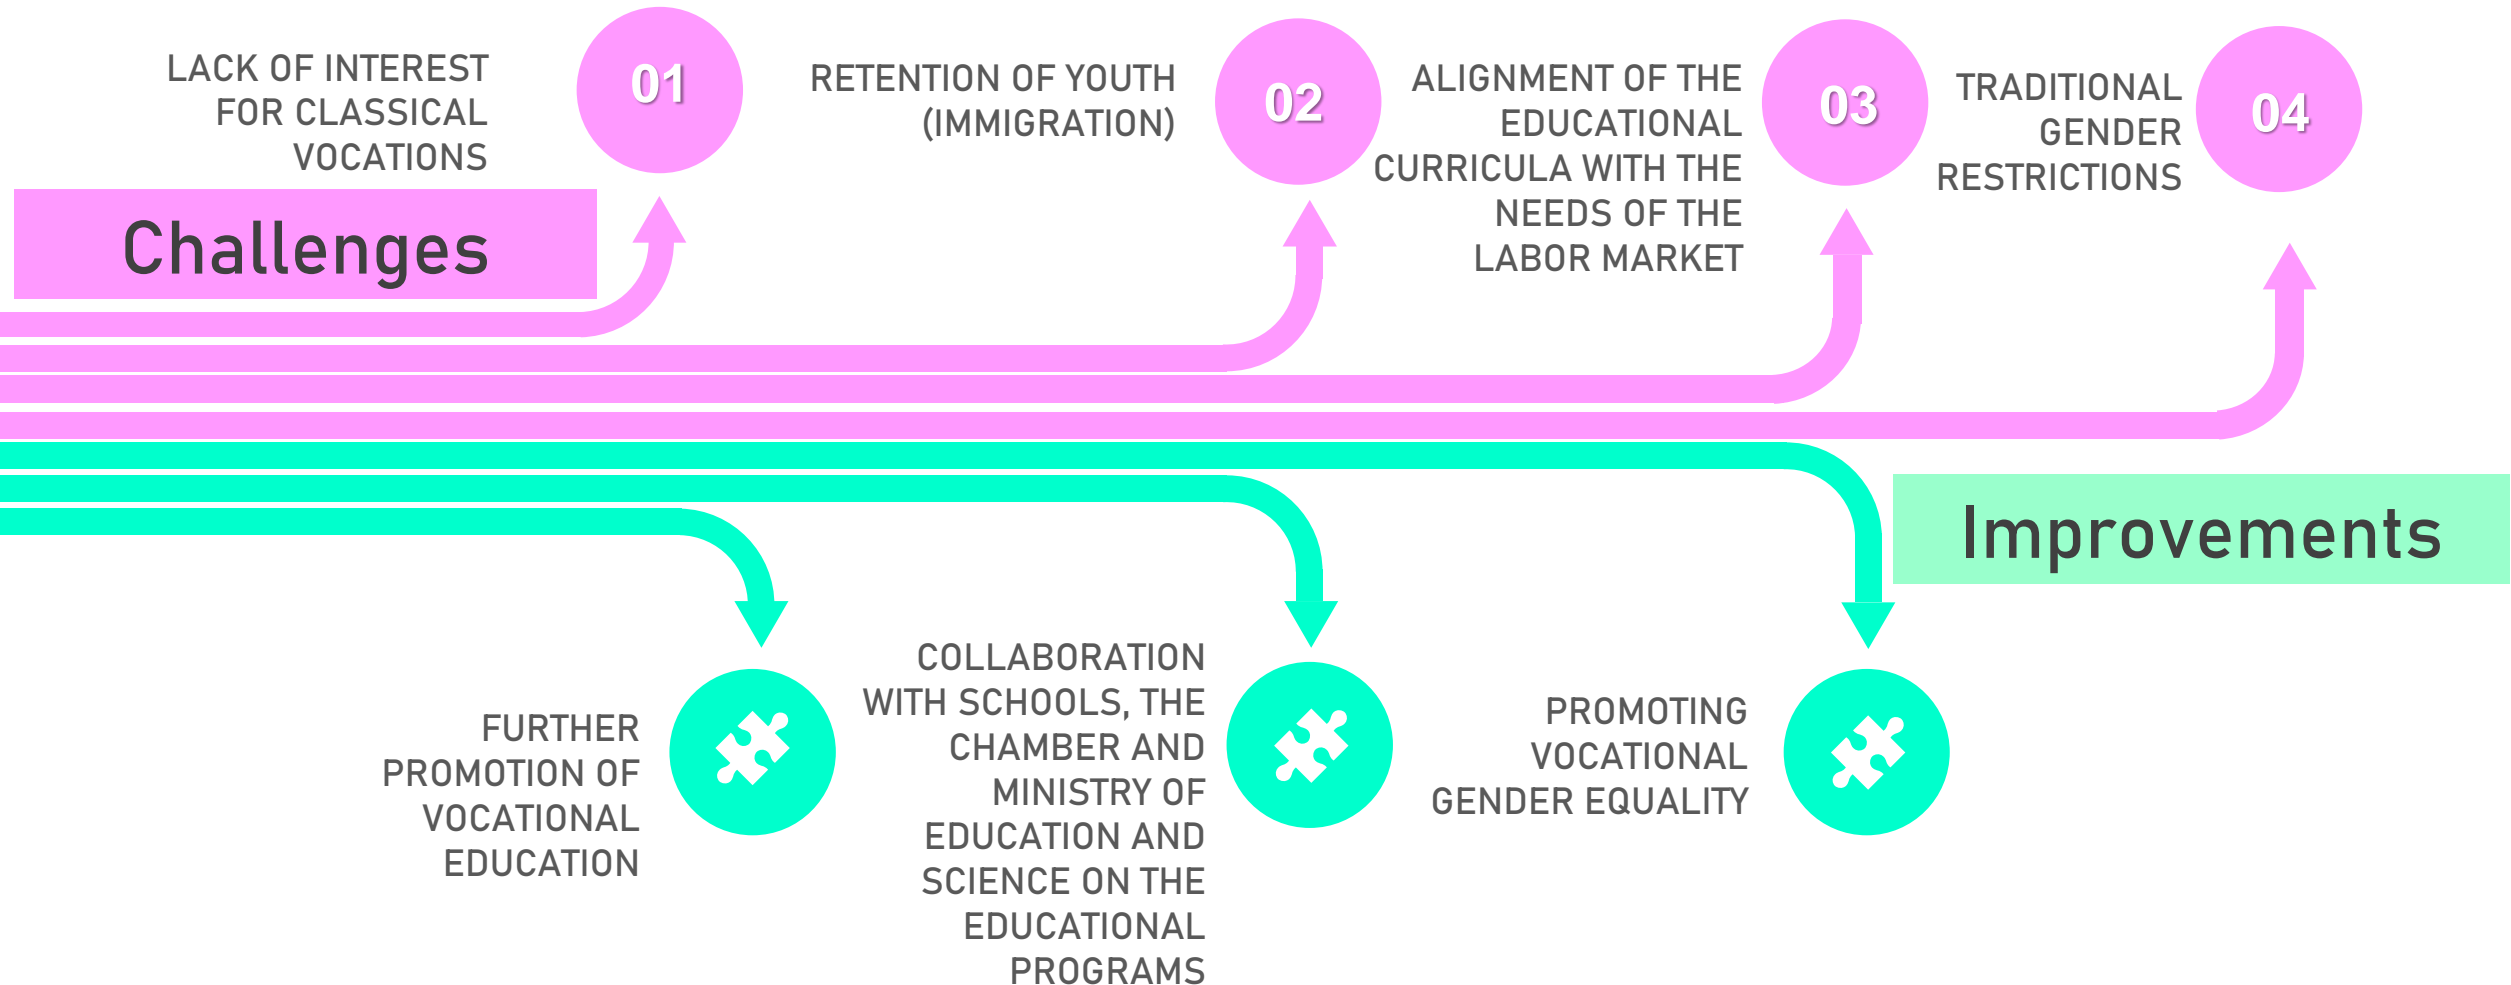 LACK OF INTEREST
FOR CLASSICAL
VOCATIONS
01
RETENTION OF YOUTH
(IMMIGRATION)
02
ALIGNMENT OF THE
EDUCATIONAL
CURRICULA WITH THE
NEEDS OF THE
LABOR MARKET
03
TRADITIONAL
GENDER
RESTRICTIONS
04
Challenges
Improvements
FURTHER
PROMOTION OF
VOCATIONAL
EDUCATION
COLLABORATION
WITH SCHOOLS, THE
CHAMBER AND
MINISTRY OF
EDUCATION AND
SCIENCE ON THE
EDUCATIONAL
PROGRAMS
PROMOTING
VOCATIONAL
GENDER EQUALITY